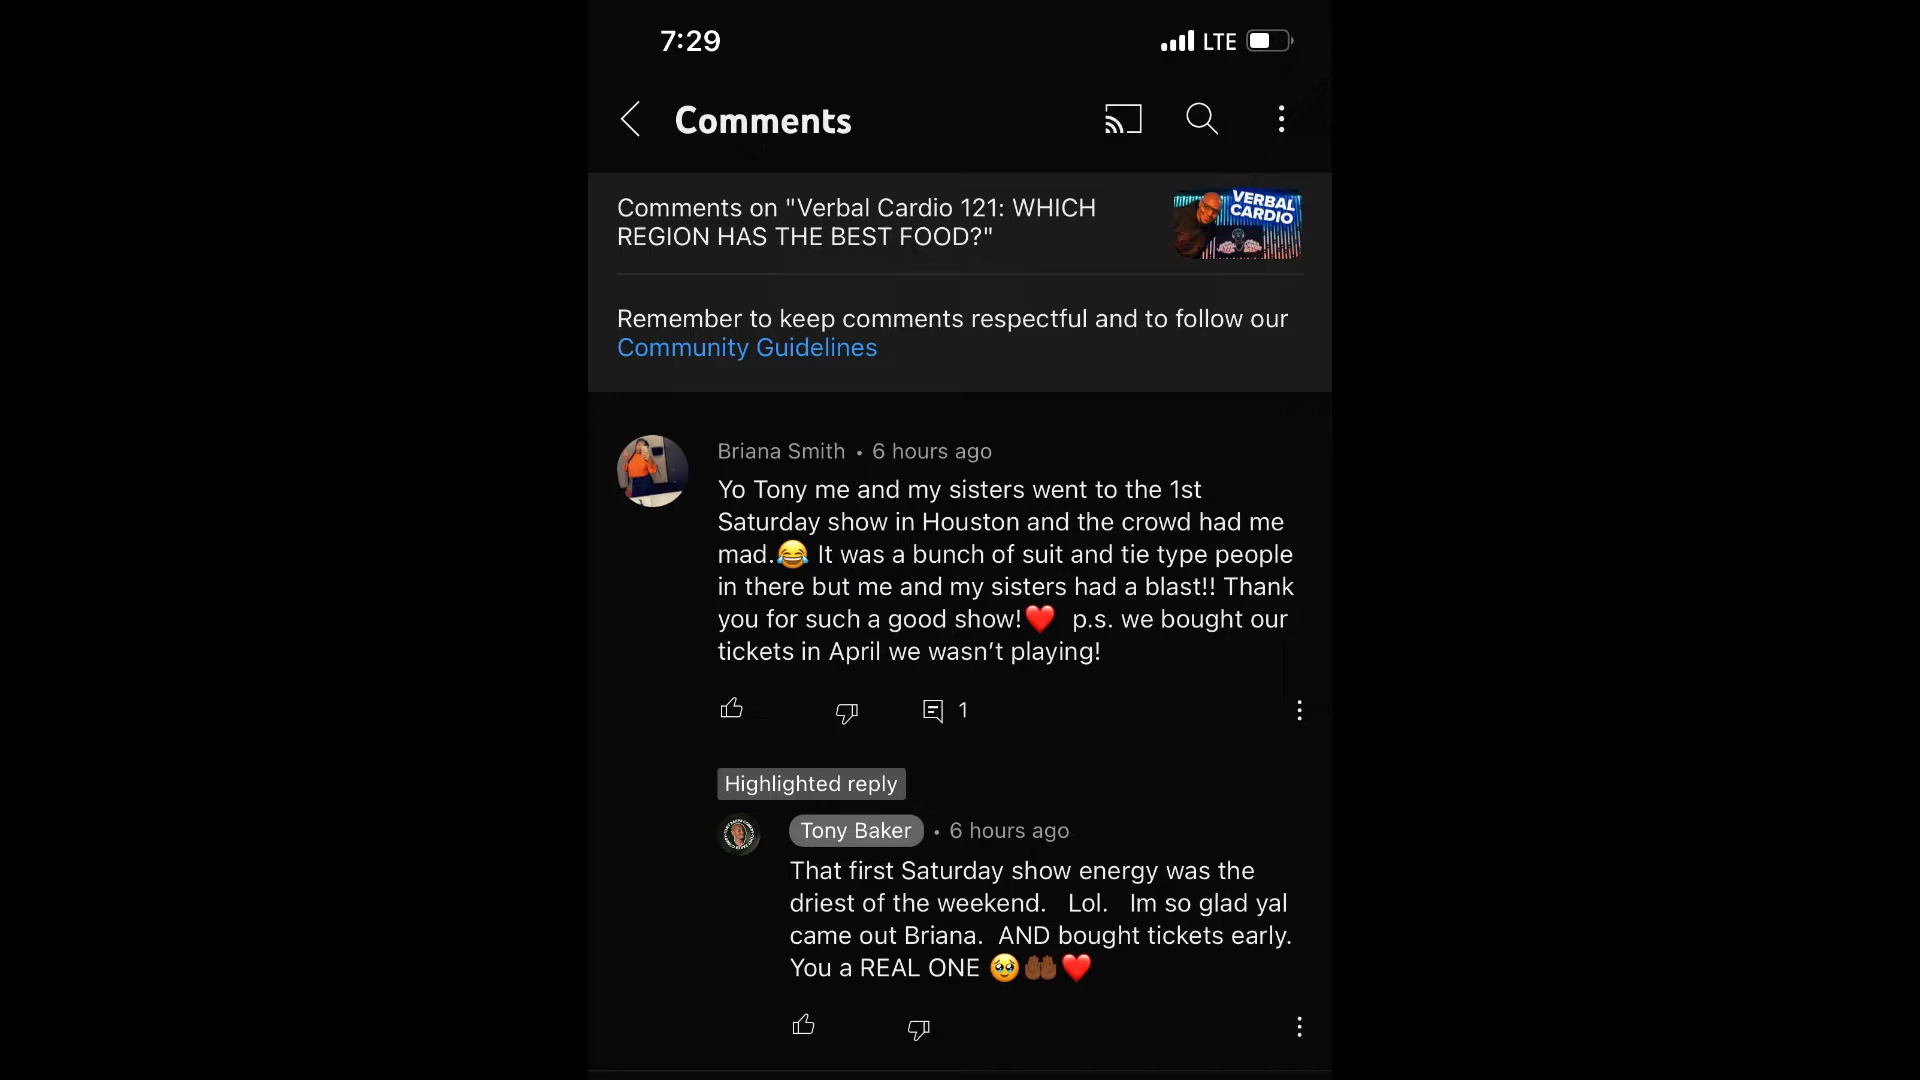 7:29
LTE
Comments
Comments on "Verbal Cardio 121: WHICH
REGION HAS THE BEST FOOD?"
VERBAL
CARDIO
Remember to keep comments respectful and to follow our
Community Guidelines
Briana Smith • 6 hours ago
Yo Tony me and my sisters went to the 1st
Saturday show in Houston and the crowd had me
mad.😂 It was a bunch of suit and tie type people
in there but me and my sisters had a blast!! Thank
you for such a good show!❤️ p.s. we bought our
tickets in April we wasn’t playing!
1
Highlighted reply
Tony Baker • 6 hours ago
That first Saturday show energy was the
driest of the weekend. Lol. Im so glad yal
came out Briana. AND bought tickets early.
You a REAL ONE 🥹🤲🏾❤️